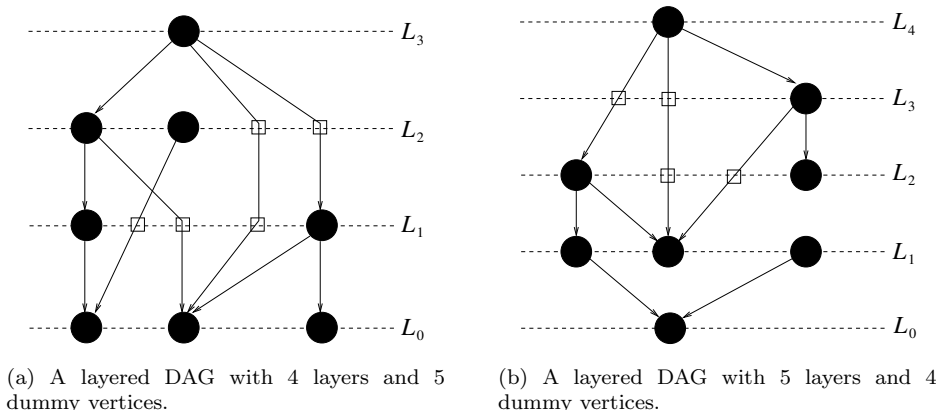 L3
L2
L1
L0
(a) A layered DAG with 4 layers and 5
dummy vertices.
L4
L3
L2
L1
L0
(b) A layered DAG with 5 layers and 4
dummy vertices.